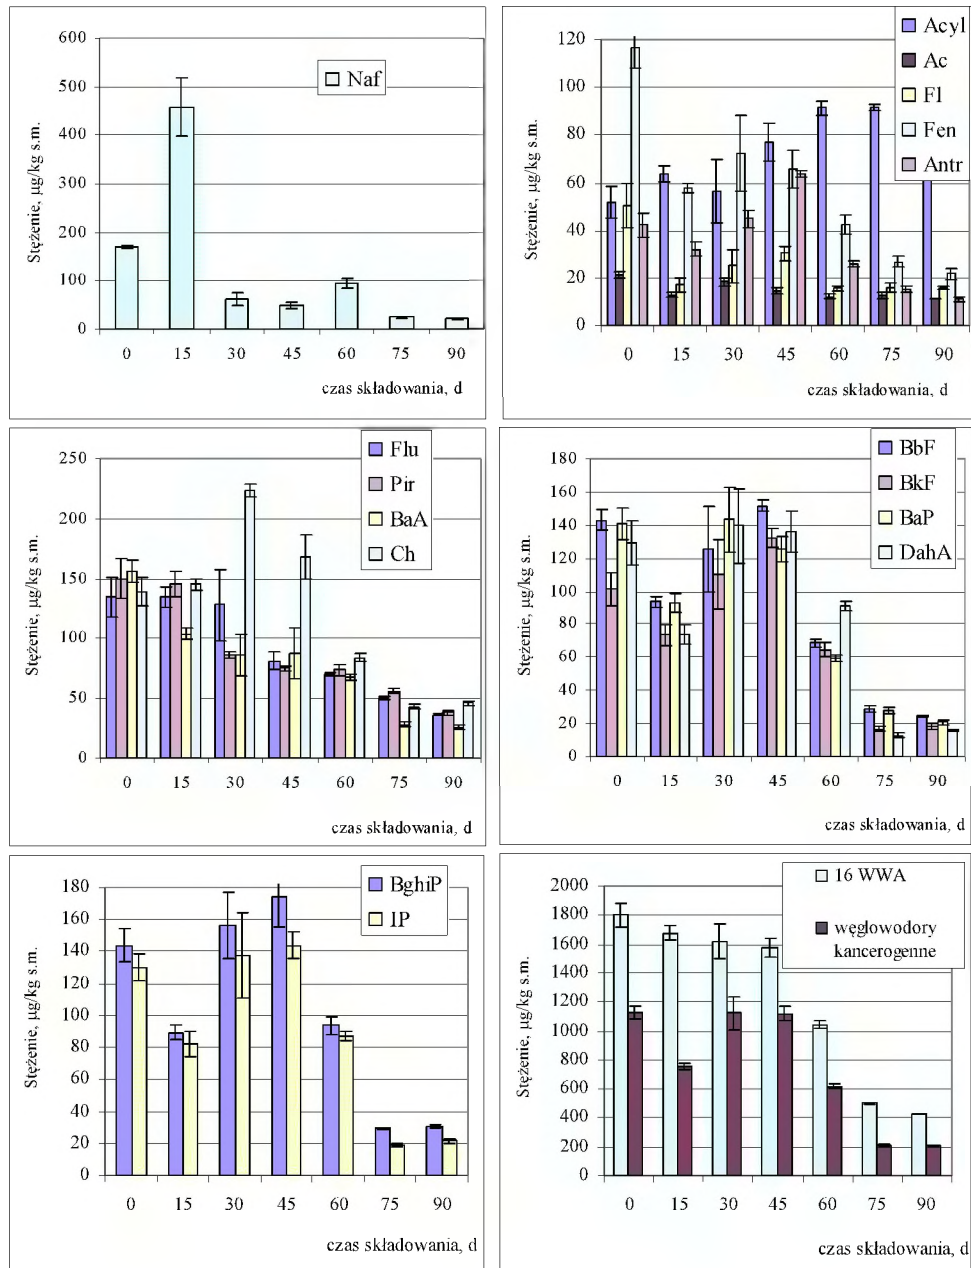 600
500
400
300
200
100
0
Stężenie, µg/kg s.m.
Naf
0 15 30 45 60 75 90
czas składowania, d
120
100
80
60
40
20
0
Stężenie, µg/kg s.m.
Acyl
Ac
Fl
Fen
Antr
0 15 30 45 60 75 90
czas składowania, d
250
200
150
100
50
0
Stężenie, µg/kg s.m.
Flu
Pir
BaA
Ch
0 15 30 45 60 75 90
czas składowania, d
180
160
140
120
100
80
60
40
20
0
Stężenie, µg/kg s.m.
BbF
BkF
BaP
DahA
0 15 30 45 60 75 90
czas składowania, d
180
160
140
120
100
80
60
40
20
0
Stężenie, µg/kg s.m.
BghiP
IP
0 15 30 45 60 75 90
czas składowania, d
2000
1800
1600
1400
1200
1000
800
600
400
200
0
Stężenie, µg/kg s.m.
16 WWA
węglowodory
kancerogenne
0 15 30 45 60 75 90
czas składowania, d